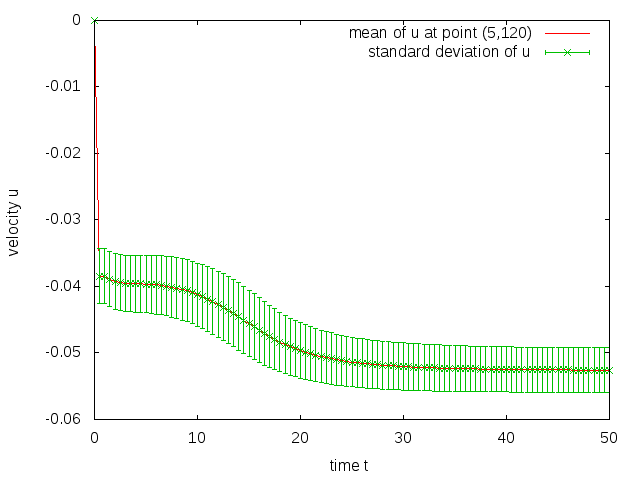 0
mean of u at point (5,120)
standard deviation of u
-0.01
-0.02
-0.03
velocity u
-0.04
-0.05
-0.06
0 10 20 30 40 50
time t